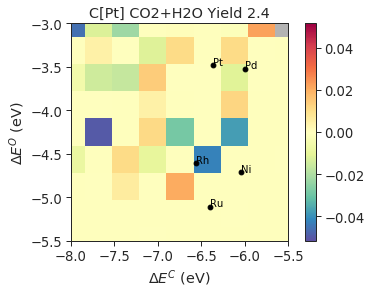 C[Pt] CO2+H2O Yield 2.4
ΔE^O (eV)
−3.0
−3.5
−4.0
−4.5
−5.0
−5.5
Pt
Pd
Rh
Ni
Ru
−8.0 −7.5 −7.0 −6.5 −6.0 −5.5
ΔE^C (eV)
0.04
0.02
0.00
−0.02
−0.04